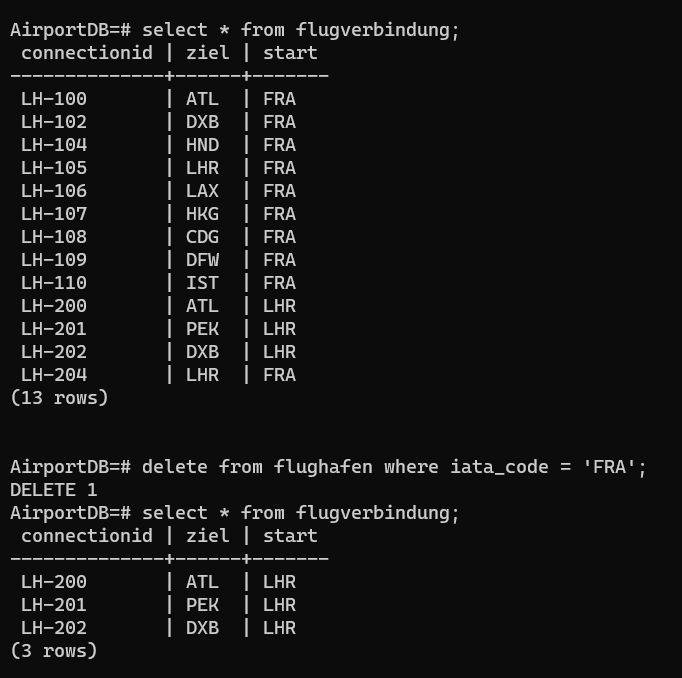 AirportDB=# select * from flugverbindung;
 connectionid | ziel | start
--------------+------+-------
 LH-100       | ATL  | FRA
 LH-102       | DXB  | FRA
 LH-104       | HND  | FRA
 LH-105       | LHR  | FRA
 LH-106       | LAX  | FRA
 LH-107       | HKG  | FRA
 LH-108       | CDG  | FRA
 LH-109       | DFW  | FRA
 LH-110       | IST  | FRA
 LH-200       | ATL  | LHR
 LH-201       | PEK  | LHR
 LH-202       | DXB  | LHR
 LH-204       | LHR  | FRA
(13 rows)

AirportDB=# delete from flughafen where iata_code = 'FRA';
DELETE 1
AirportDB=# select * from flugverbindung;
 connectionid | ziel | start
--------------+------+-------
 LH-200       | ATL  | LHR
 LH-201       | PEK  | LHR
 LH-202       | DXB  | LHR
(3 rows)